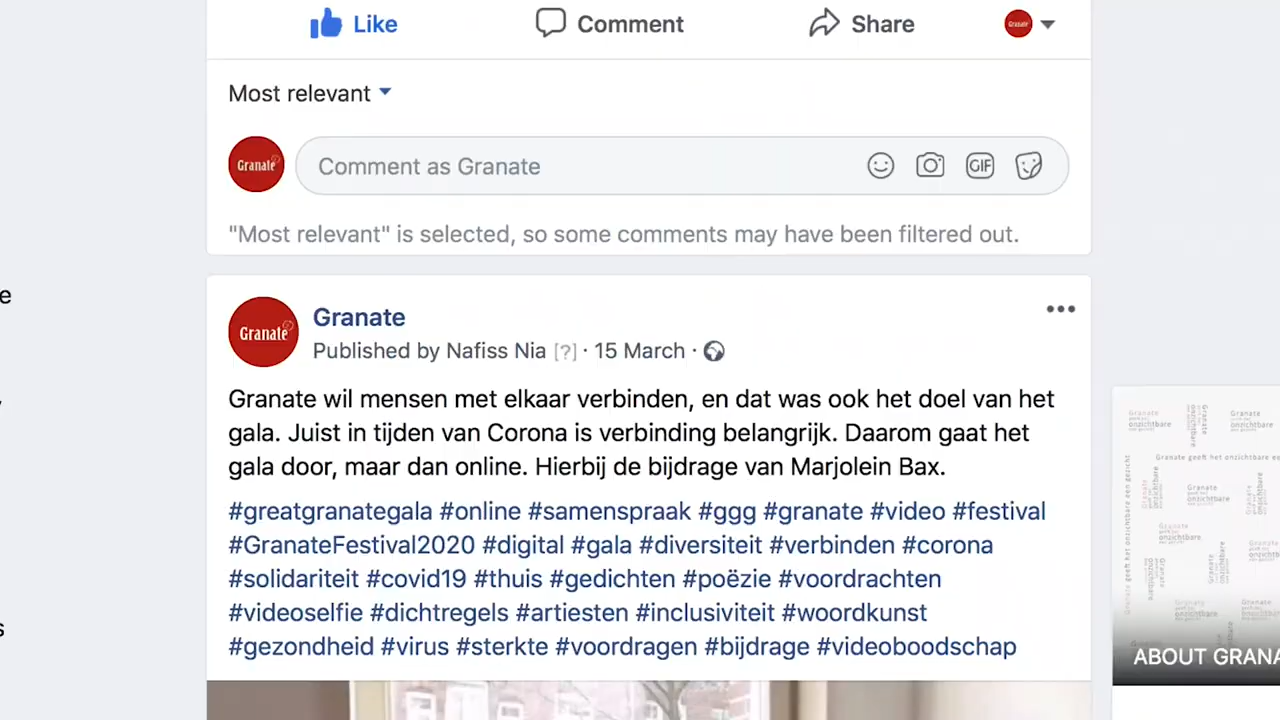 Like Comment Share
Most relevant
Granate
Comment as Granate
GIF
"Most relevant" is selected, so some comments may have been filtered out.
Granate
Granate
Published by Nafiss Nia [?] · 15 March ·
Granate wil mensen met elkaar verbinden, en dat was ook het doel van het
gala. Juist in tijden van Corona is verbinding belangrijk. Daarom gaat het
gala door, maar dan online. Hierbij de bijdrage van Marjolein Bax.
#greatgranategala #online #samenspraak #ggg #granate #video #festival
#GranateFestival2020 #digital #gala #diversiteit #verbinden #corona
#solidariteit #covid19 #thuis #gedichten #poëzie #voordrachten
#videoselfie #dichtregels #artiesten #inclusiviteit #woordkunst
#gezondheid #virus #sterkte #voordragen #bijdrage #videoboodschap
Granate geeft het onzichtbare
ABOUT GRANA